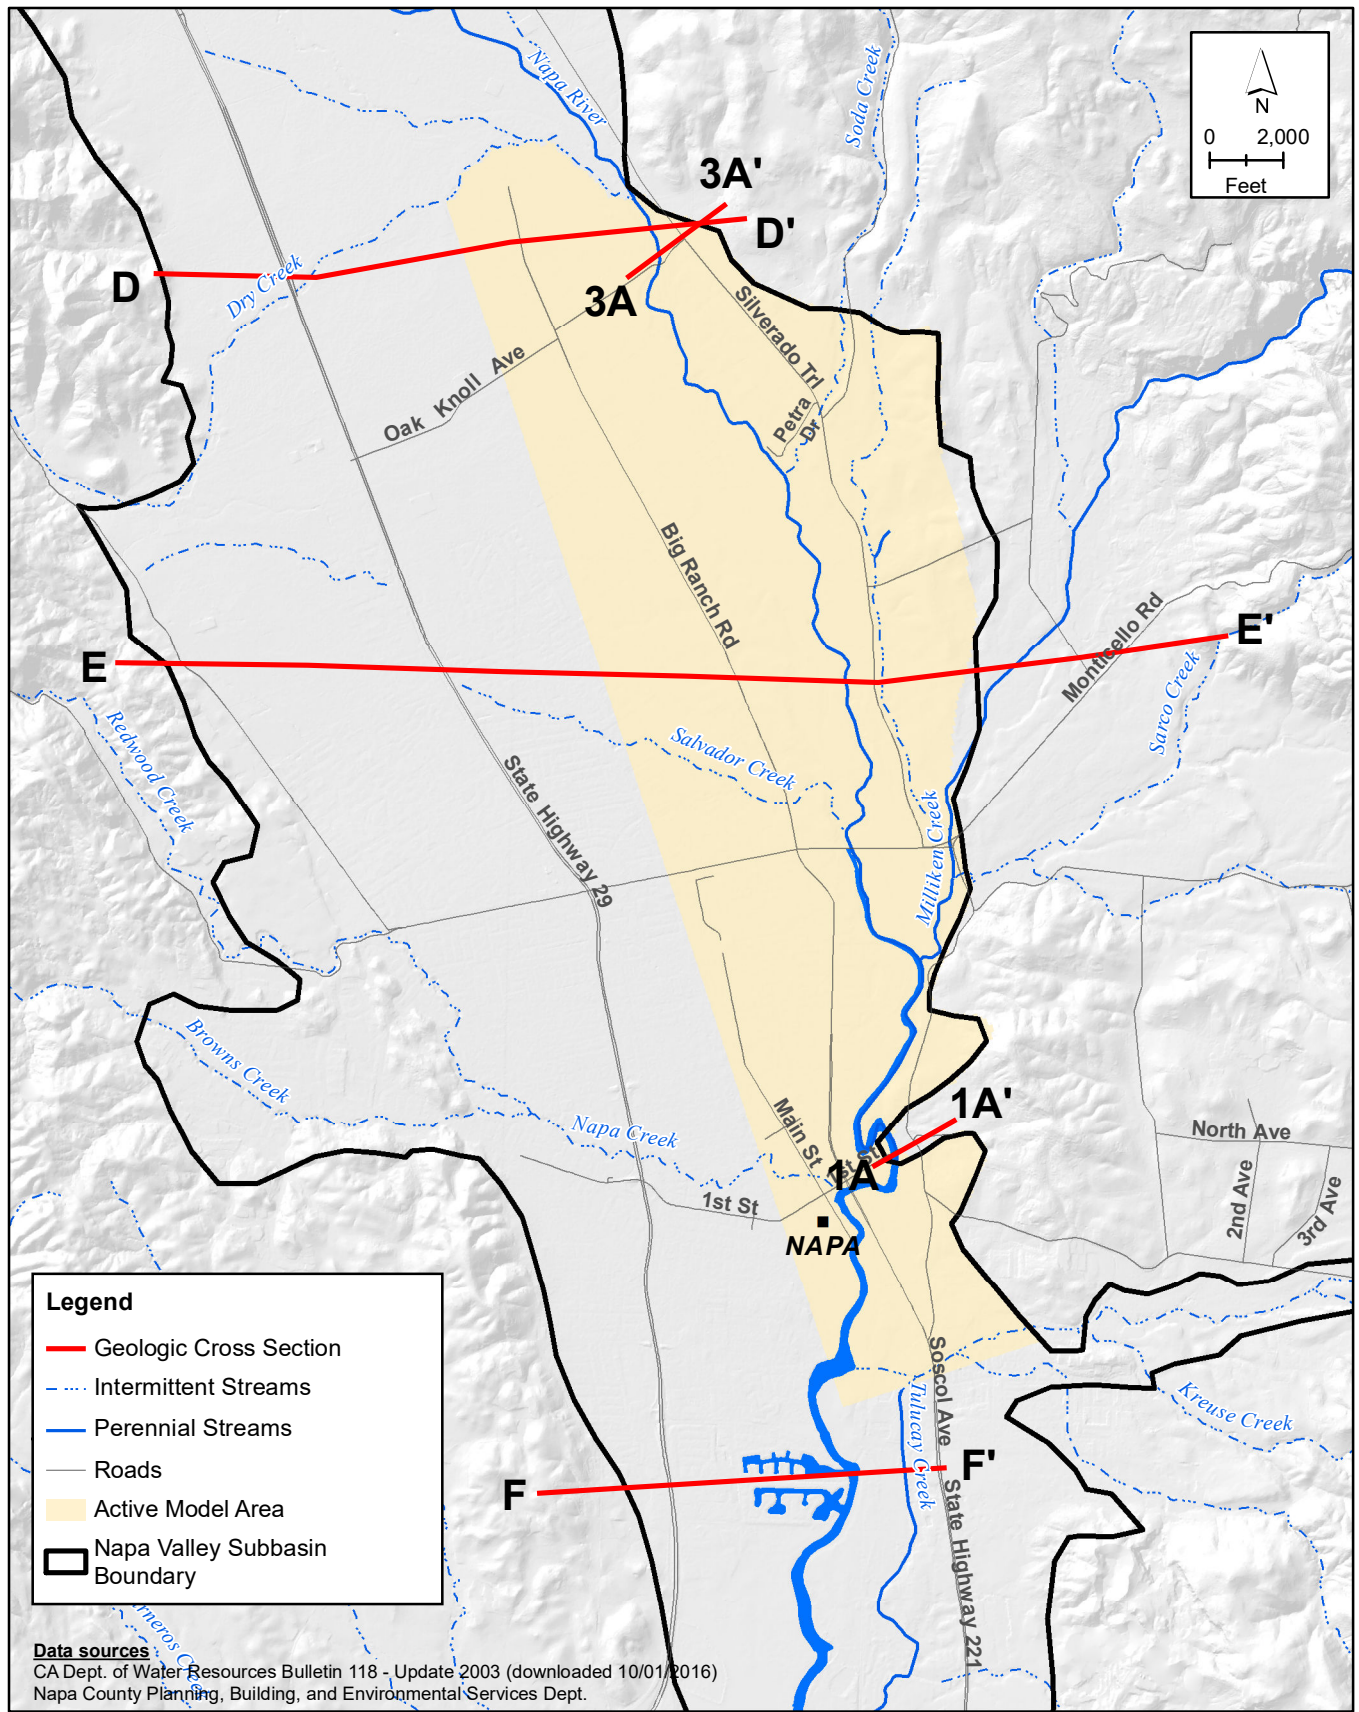 Napa River
Soda Creek
N
0 2,000
Feet
3A'
D'
D
Dry Creek
3A
Silverado Trl
Oak Knoll Ave
Petra
Dr
Big Ranch Rd
E'
E
Monticello Rd
Sarco Creek
Redwood Creek
Salvador Creek
State Highway 29
Milliken Creek
Browns Creek
Napa Creek
Main St
1A'
North Ave
1st St
1A
1st St
2nd Ave
3rd Ave
NAPA
Legend
Geologic Cross Section
Intermittent Streams
Perennial Streams
Roads
Active Model Area
Napa Valley Subbasin
Boundary
Soscol Ave
Tulucay Creek
Kreuse Creek
F'
F
State Highway 221
Creek
Data sources
CA Dept. of Water Resources Bulletin 118 - Update 2003 (downloaded 10/01/2016)
Napa County Planning, Building, and Environmental Services Dept.